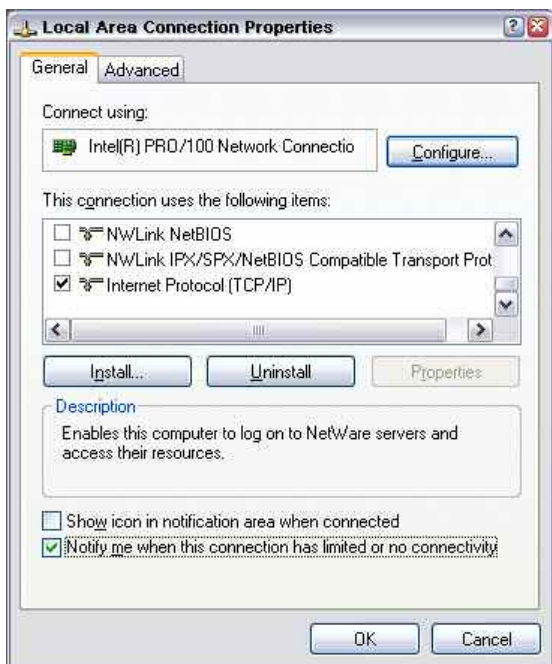 Local Area Connection Properties
General Advanced
Connect using:
Intel(R) PRO/100 Network Connectio
Configure...
This connection uses the following items:
NWLink NetBIOS
NWLink IPX/SPX/NetBIOS Compatible Transport Prot
Internet Protocol (TCP/IP)
Install... Uninstall Properties
Description
Enables this computer to log on to NetWare servers and
access their resources.
Show icon in notification area when connected
Notify me when this connection has limited or no connectivity
OK Cancel